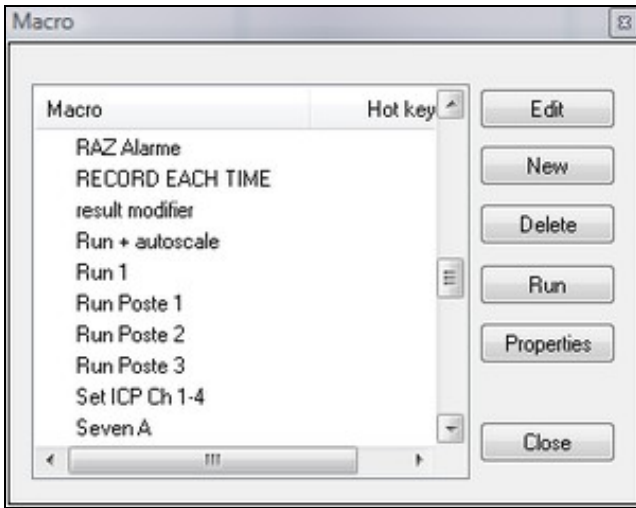 Macro
Macro Hot key
RAZ Alarme
RECORD EACH TIME
result modifier
Run + autoscale
Run 1
Run Poste 1
Run Poste 2
Run Poste 3
Set ICP Ch 1-4
Seven A
Edit
New
Delete
Run
Properties
Close